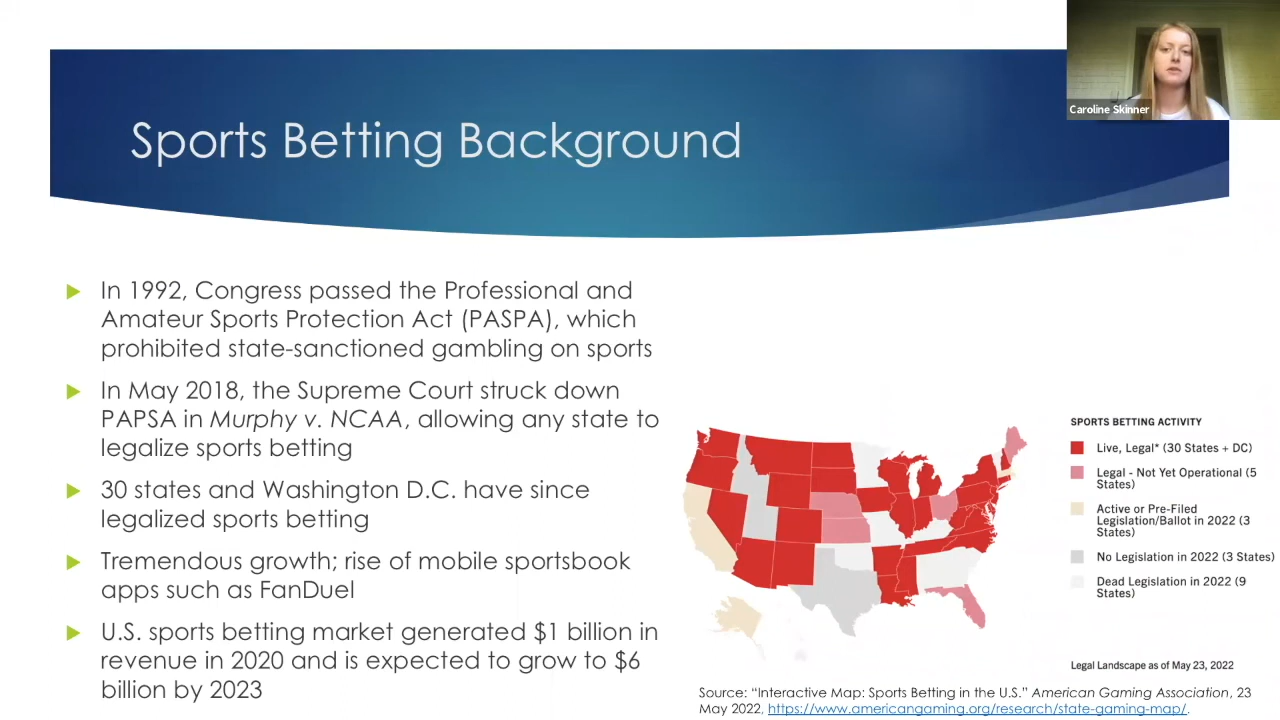 Caroline Skinner
Sports Betting Background
In 1992, Congress passed the Professional and
Amateur Sports Protection Act (PASPA), which
prohibited state-sanctioned gambling on sports
In May 2018, the Supreme Court struck down
PAPSA in Murphy v. NCAA, allowing any state to
legalize sports betting
30 states and Washington D.C. have since
legalized sports betting
Tremendous growth; rise of mobile sportsbook
apps such as FanDuel
U.S. sports betting market generated $1 billion in
revenue in 2020 and is expected to grow to $6
billion by 2023
SPORTS BETTING ACTIVITY
Live, Legal* (30 States + DC)
Legal - Not Yet Operational (5
States)
Active or Pre-Filed
Legislation/Ballot in 2022 (3
States)
No Legislation in 2022 (3 States)
Dead Legislation in 2022 (9
States)
Legal Landscape as of May 23, 2022
Source: “Interactive Map: Sports Betting in the U.S.” American Gaming Association, 23
May 2022, https://www.americangaming.org/research/state-gaming-map/.